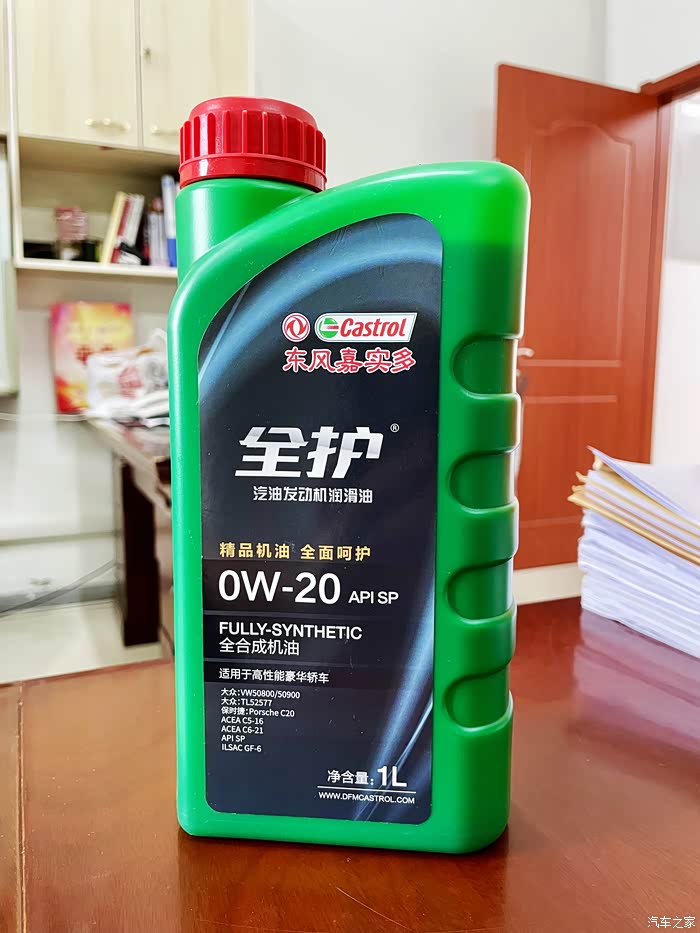 Castrol
东风嘉实多
全护®
汽油发动机润滑油
精品机油 全面呵护
0W-20 API SP
FULLY-SYNTHETIC
全合成机油
适用于高性能豪华轿车
大众:VW50800/50900
大众:TL52577
保时捷:Porsche C20
ACEA C5-16
ACEA C6-21
API SP
ILSAC GF-6
净含量:1L
WWW.DFMCASTROL.COM
汽车之家